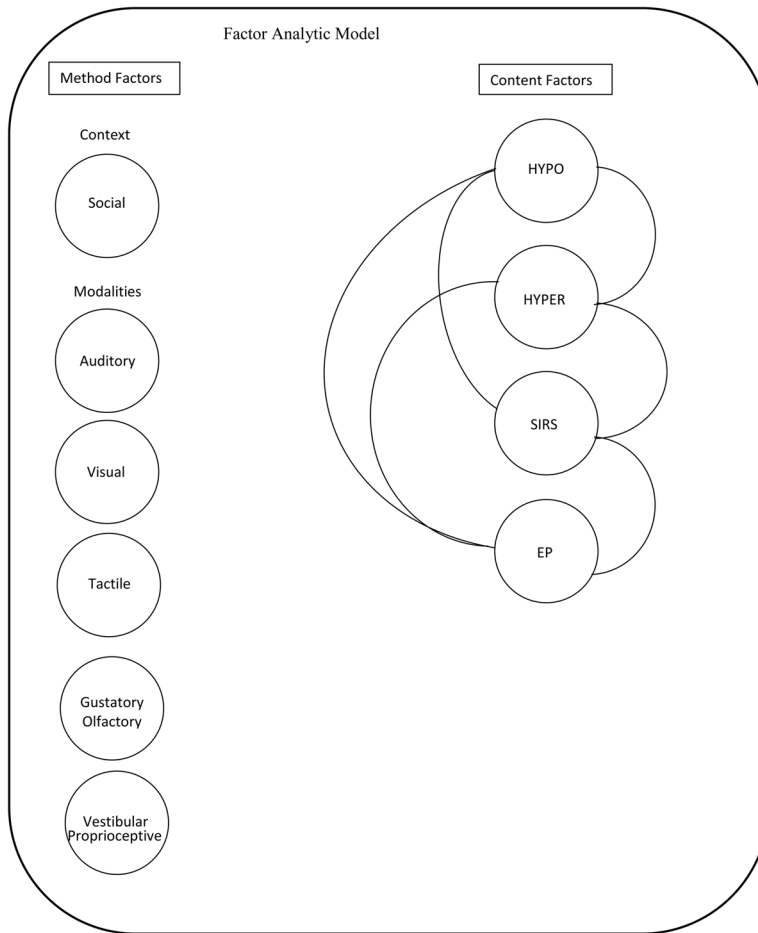 Factor Analytic Model
Method Factors
Context
Social
Modalities
Auditory
Visual
Tactile
Gustatory
Olfactory
Vestibular
Proprioceptive
Content Factors
HYPO
HYPER
SIRS
EP